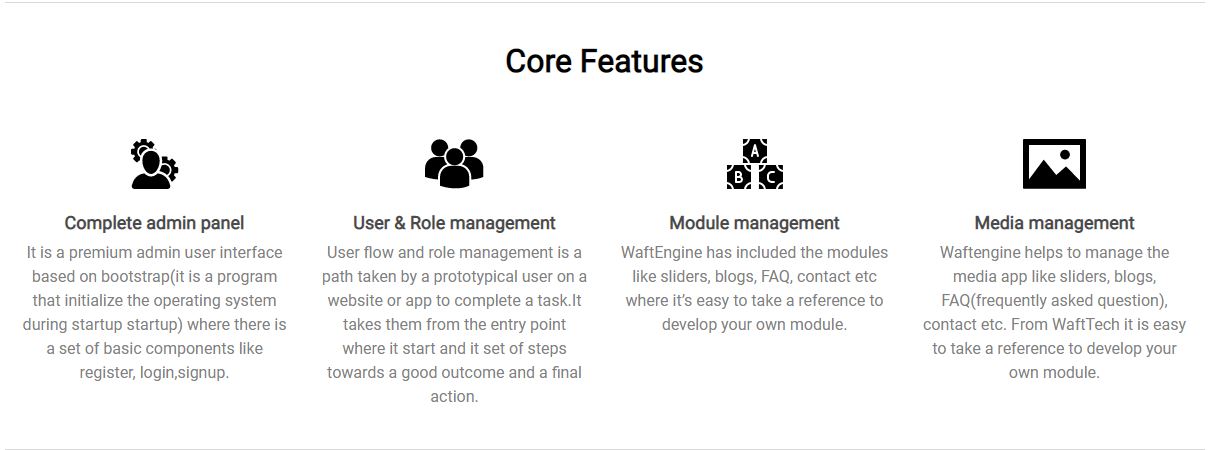 Core Features
A
B
C
Complete admin panel
It is a premium admin user interface
based on bootstrap(it is a program
that initialize the operating system
during startup startup) where there is
a set of basic components like
register, login,signup.
User & Role management
User flow and role management is a
path taken by a prototypical user on a
website or app to complete a task.It
takes them from the entry point
where it start and it set of steps
towards a good outcome and a final
action.
Module management
WaftEngine has included the modules
like sliders, blogs, FAQ, contact etc
where it’s easy to take a reference to
develop your own module.
Media management
Waftengine helps to manage the
media app like sliders, blogs,
FAQ(frequently asked question),
contact etc. From WaftTech it is easy
to take a reference to develop your
own module.